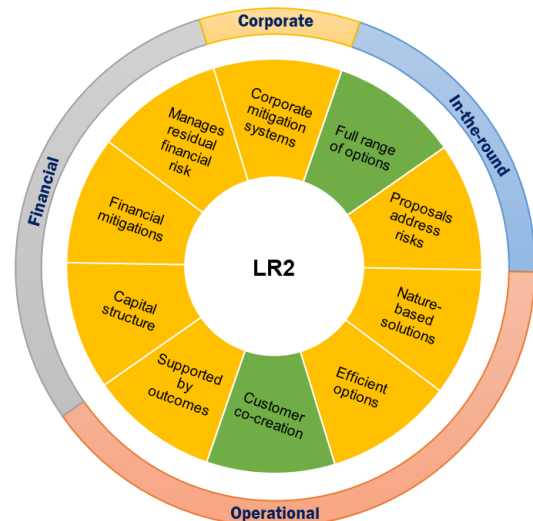 Corporate
In-the-round
Operational
Financial
Corporate
mitigation
systems
Full range
of options
Proposals
address
risks
Nature-
based
solutions
Efficient
options
Customer
co-creation
Supported
by
outcomes
Capital
structure
Financial
mitigations
Manages
residual
financial
risk
LR2